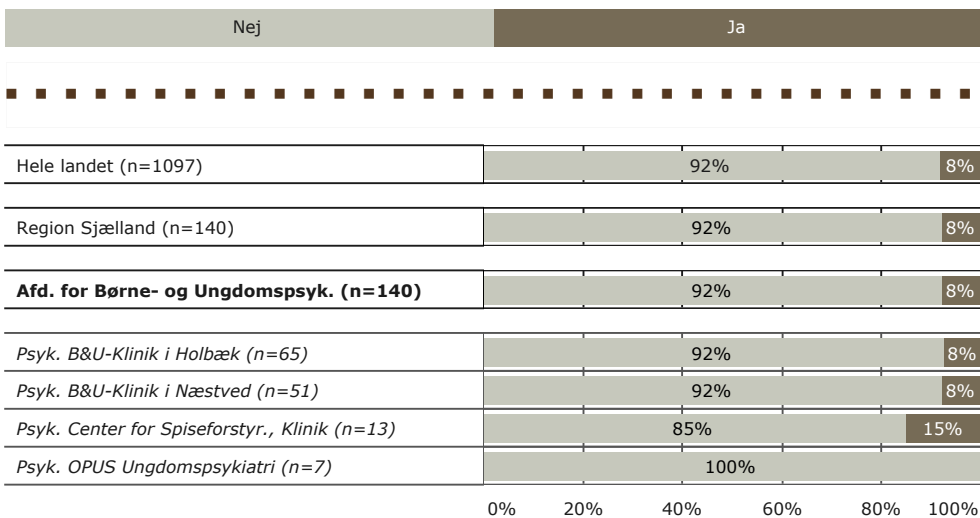 Nej Ja
Hele landet (n=1097) 92% 8%
Region Sjælland (n=140) 92% 8%
Afd. for Børne- og Ungdomspsyk. (n=140) 92% 8%
Psyk. B&U-Klinik i Holbæk (n=65) 92% 8%
Psyk. B&U-Klinik i Næstved (n=51) 92% 8%
Psyk. Center for Spiseforstyr., Klinik (n=13) 85% 15%
Psyk. OPUS Ungdomspsykiatri (n=7) 100%
0% 20% 40% 60% 80% 100%